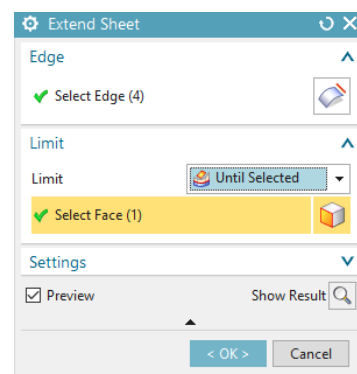 Extend Sheet
Edge
Select Edge (4)
Limit
Limit Until Selected
Select Face (1)
Settings
Preview Show Result
< OK > Cancel